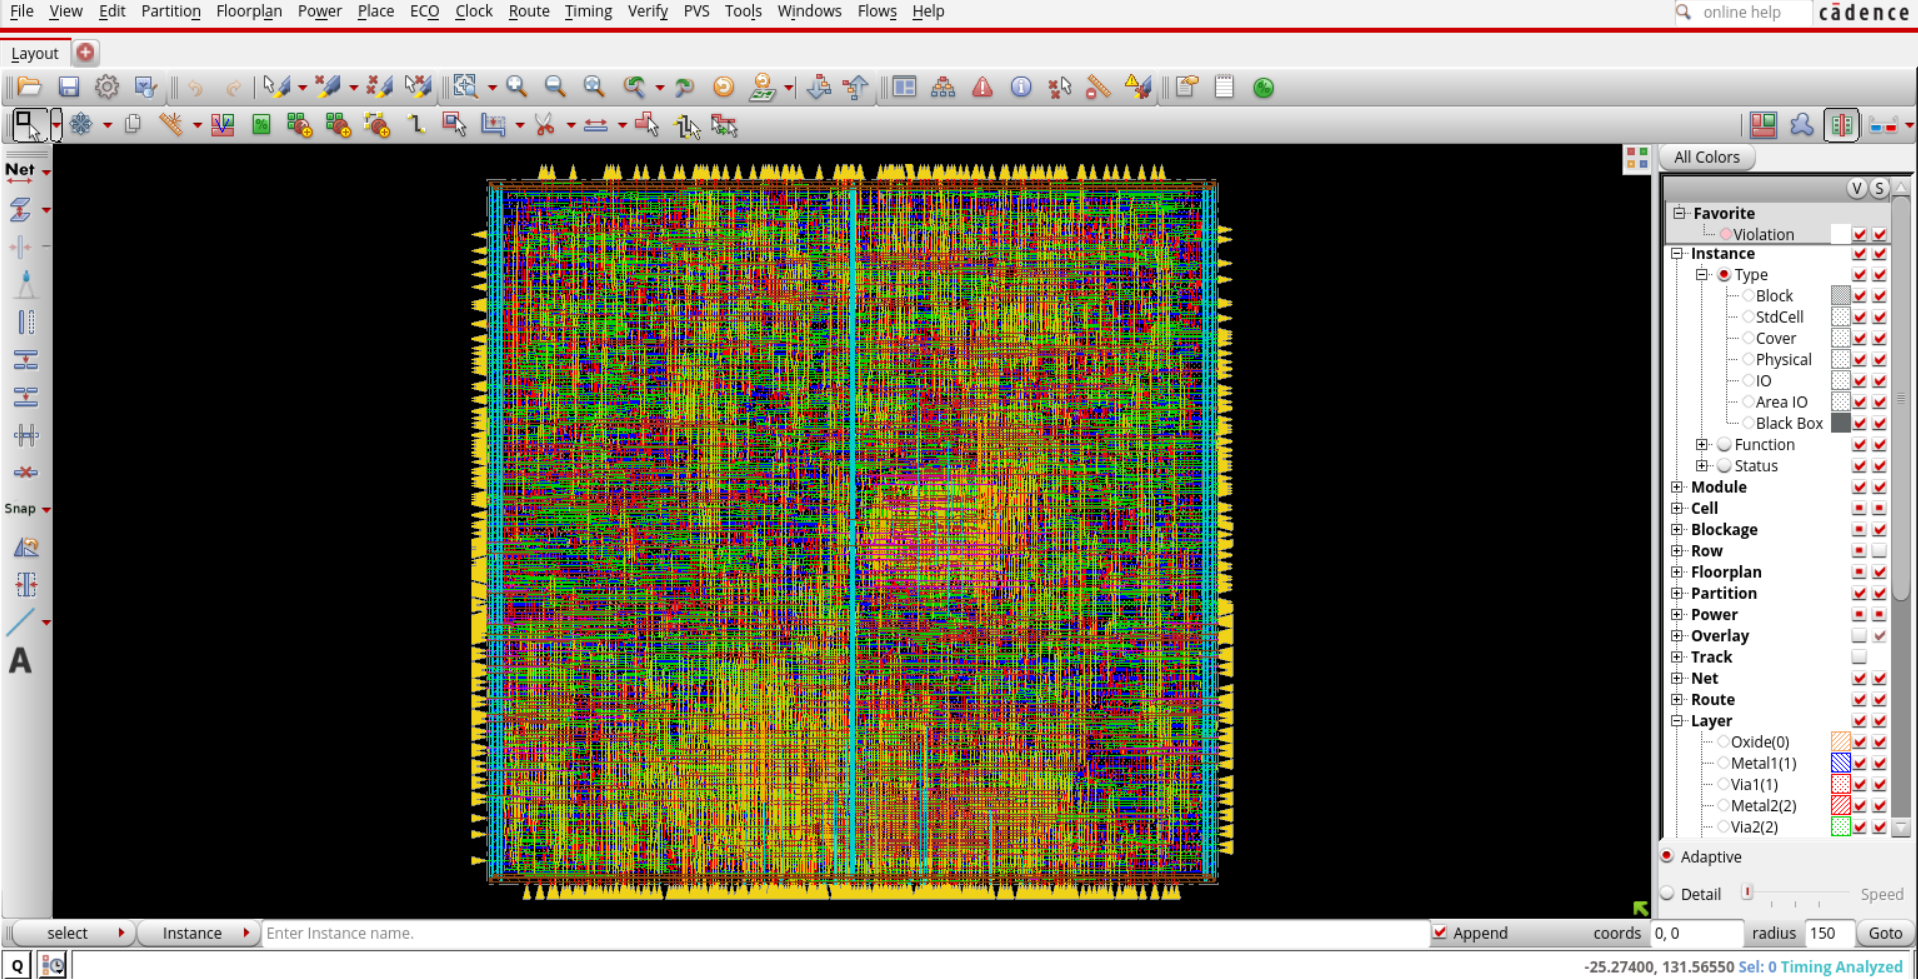 File View Edit Partition Floorplan Power Place ECO Clock Route Timing Verify PVS Tools Windows Flows Help online help cādence
Layout
Net
Snap
A
All Colors
V S
Favorite
Violation
Instance
Type
Block
StdCell
Cover
Physical
IO
Area IO
Black Box
Function
Status
Module
Cell
Blockage
Row
Floorplan
Partition
Power
Overlay
Track
Net
Route
Layer
Oxide(0)
Metal1(1)
Via1(1)
Metal2(2)
Via2(2)
Adaptive
Detail Speed
select Instance Enter Instance name. Append coords 0, 0 radius 150 Goto
Q -25.27400, 131.56550 Sel: 0 Timing Analyzed